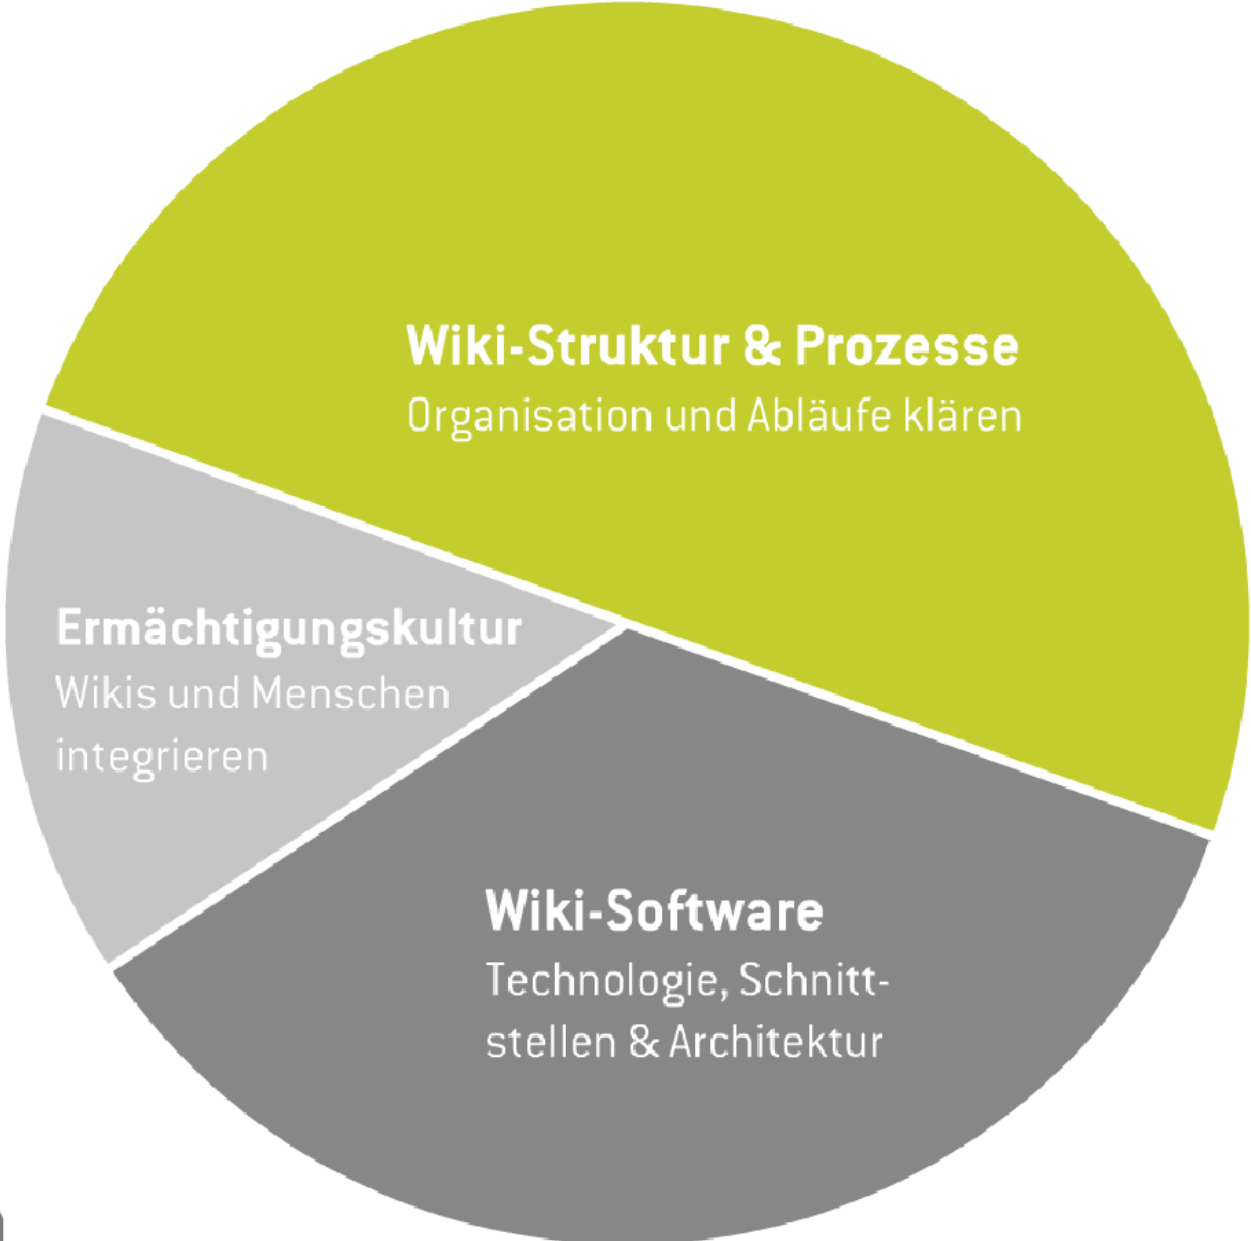 Wiki-Struktur & Prozesse
Organisation und Abläufe klären
Ermächtigungskultur
Wikis und Menschen
integrieren
Wiki-Software
Technologie, Schnitt-
stellen & Architektur